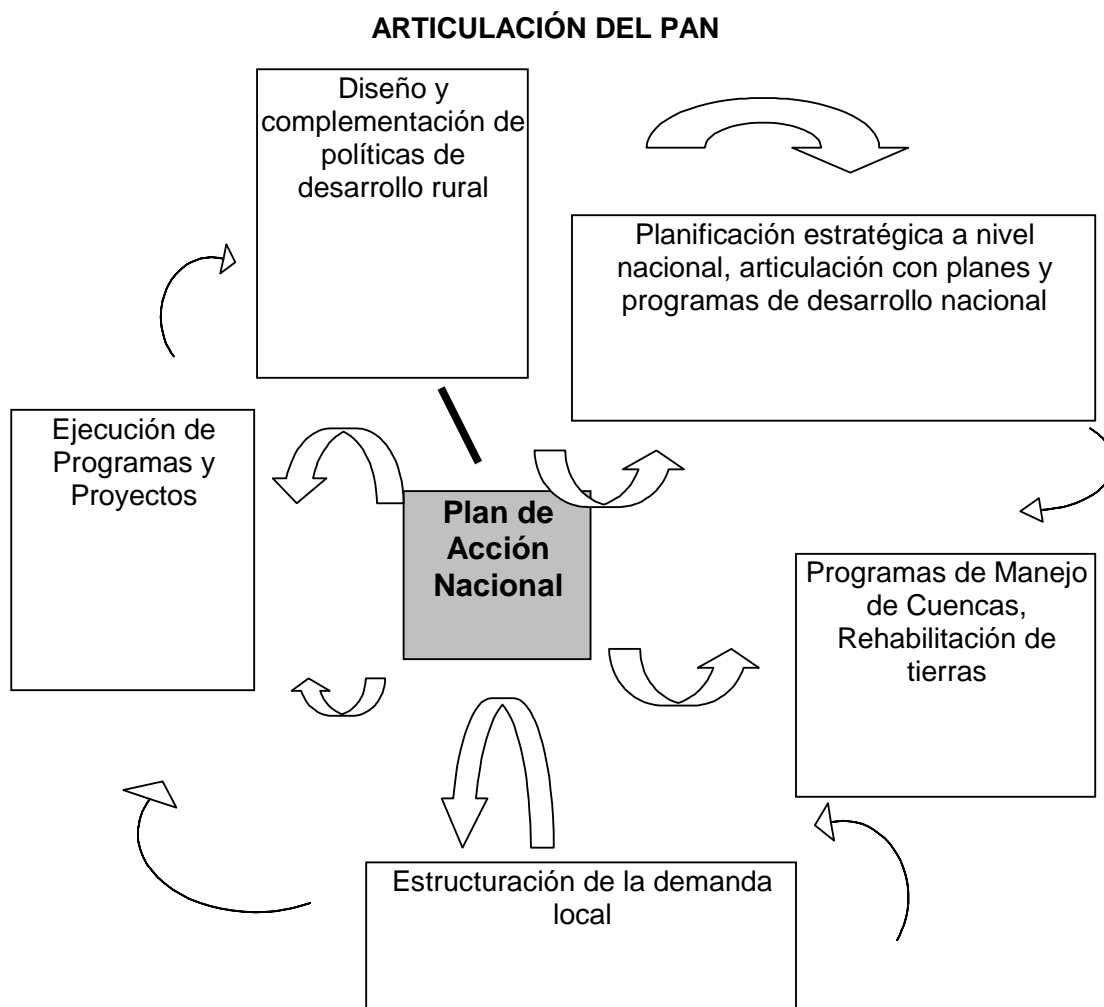 ARTICULACIÓN DEL PAN
Diseño y
complementación de
políticas de
desarrollo rural
Planificación estratégica a nivel
nacional, articulación con planes y
programas de desarrollo nacional
Ejecución de
Programas y
Proyectos
Plan de
Acción
Nacional
Programas de Manejo
de Cuencas,
Rehabilitación de
tierras
Estructuración de la demanda
local